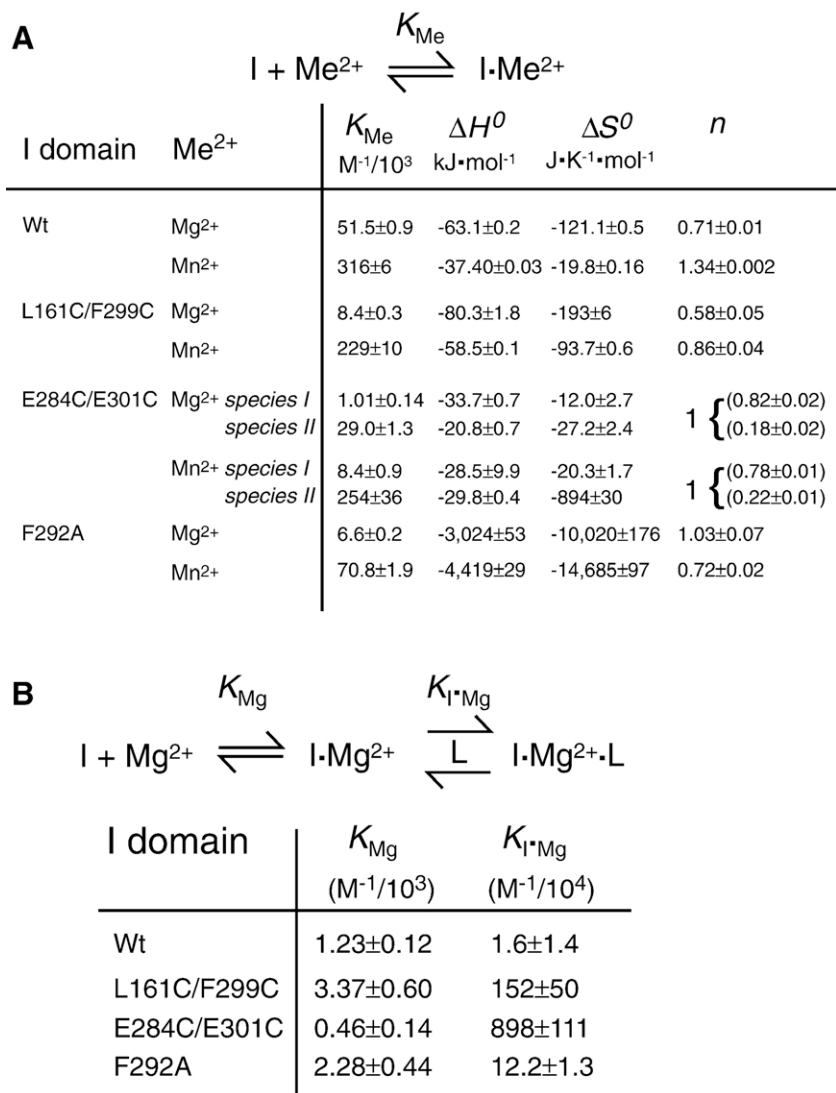 A
K_Me
I + Me²⁺ ⇌ I·Me²⁺
I domain Me²⁺ K_Me ΔH⁰ ΔS⁰ n
M⁻¹/10³ kJ·mol⁻¹ J·K⁻¹·mol⁻¹
Wt Mg²⁺ 51.5±0.9 -63.1±0.2 -121.1±0.5 0.71±0.01
Mn²⁺ 316±6 -37.40±0.03 -19.8±0.16 1.34±0.002
L161C/F299C Mg²⁺ 8.4±0.3 -80.3±1.8 -193±6 0.58±0.05
Mn²⁺ 229±10 -58.5±0.1 -93.7±0.6 0.86±0.04
E284C/E301C Mg²⁺ species I 1.01±0.14 -33.7±0.7 -12.0±2.7 1 { (0.82±0.02)
species II 29.0±1.3 -20.8±0.7 -27.2±2.4 (0.18±0.02)
Mn²⁺ species I 8.4±0.9 -28.5±9.9 -20.3±1.7 1 { (0.78±0.01)
species II 254±36 -29.8±0.4 -894±30 (0.22±0.01)
F292A Mg²⁺ 6.6±0.2 -3,024±53 -10,020±176 1.03±0.07
Mn²⁺ 70.8±1.9 -4,419±29 -14,685±97 0.72±0.02
B
K_Mg K_I·Mg
I + Mg²⁺ ⇌ I·Mg²⁺ ⇌ I·Mg²⁺·L
L
I domain K_Mg K_I·Mg
(M⁻¹/10³) (M⁻¹/10⁴)
Wt 1.23±0.12 1.6±1.4
L161C/F299C 3.37±0.60 152±50
E284C/E301C 0.46±0.14 898±111
F292A 2.28±0.44 12.2±1.3